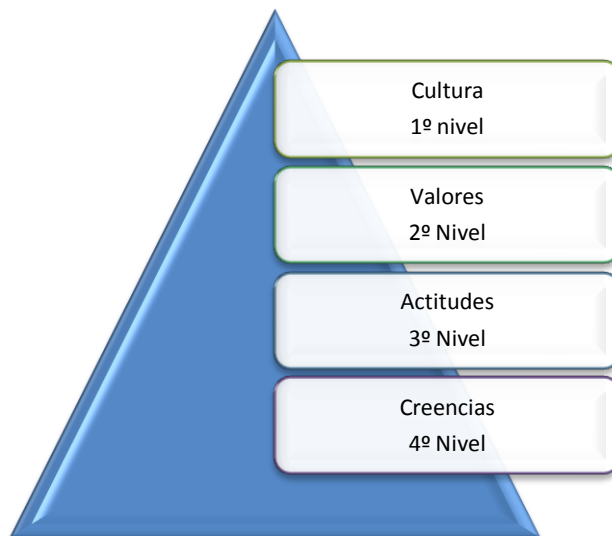 Cultura
1º nivel
Valores
2º Nivel
Actitudes
3º Nivel
Creencias
4º Nivel